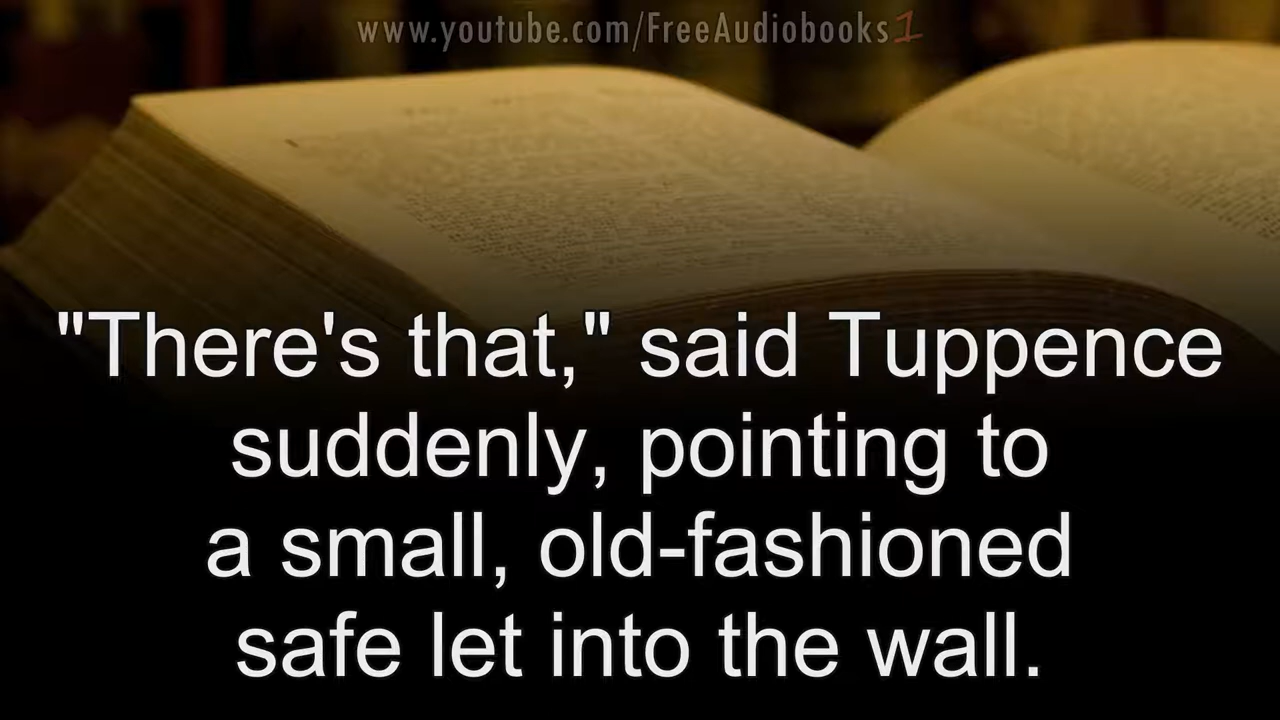 www.youtube.com/FreeAudiobooks1
"There's that," said Tuppence
suddenly, pointing to
a small, old-fashioned
safe let into the wall.